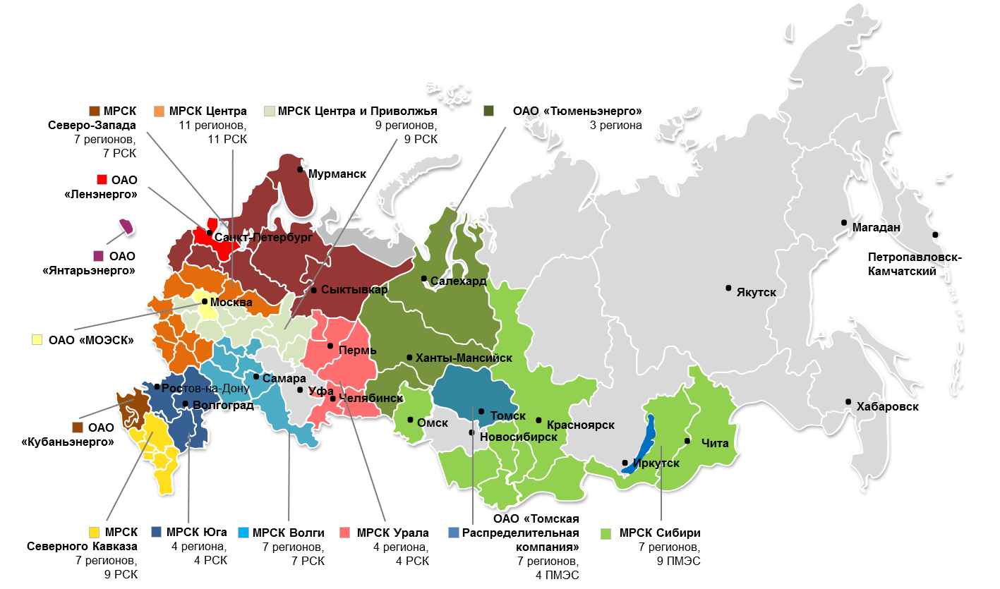 МРСК
Северо-Запада
7 регионов,
7 РСК
МРСК Центра
11 регионов,
11 РСК
МРСК Центра и Приволжья
9 регионов,
9 РСК
ОАО «Тюменьэнерго»
3 региона
ОАО
«Ленэнерго»
ОАО
«Янтарьэнерго»
ОАО «МОЭСК»
ОАО
«Кубаньэнерго»
Мурманск
Санкт-Петербург
Сыктывкар
Салехард
Москва
Пермь
Ханты-Мансийск
Самара
Уфа
Челябинск
Ростов-на-Дону
Волгоград
Омск
Томск
Новосибирск
Красноярск
Иркутск
Чита
Якутск
Магадан
Петропавловск-
Камчатский
Хабаровск
МРСК
Северного Кавказа
7 регионов,
9 РСК
МРСК Юга
4 региона,
4 РСК
МРСК Волги
7 регионов,
7 РСК
МРСК Урала
4 региона,
4 РСК
ОАО «Томская
Распределительная
компания»
7 регионов,
4 ПМЭС
МРСК Сибири
7 регионов,
9 ПМЭС